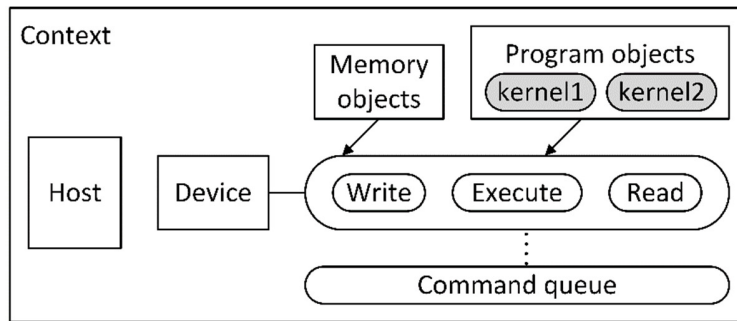 Context
Memory
objects
Program objects
kernel1 kernel2
Host
Device
Write Execute Read
Command queue